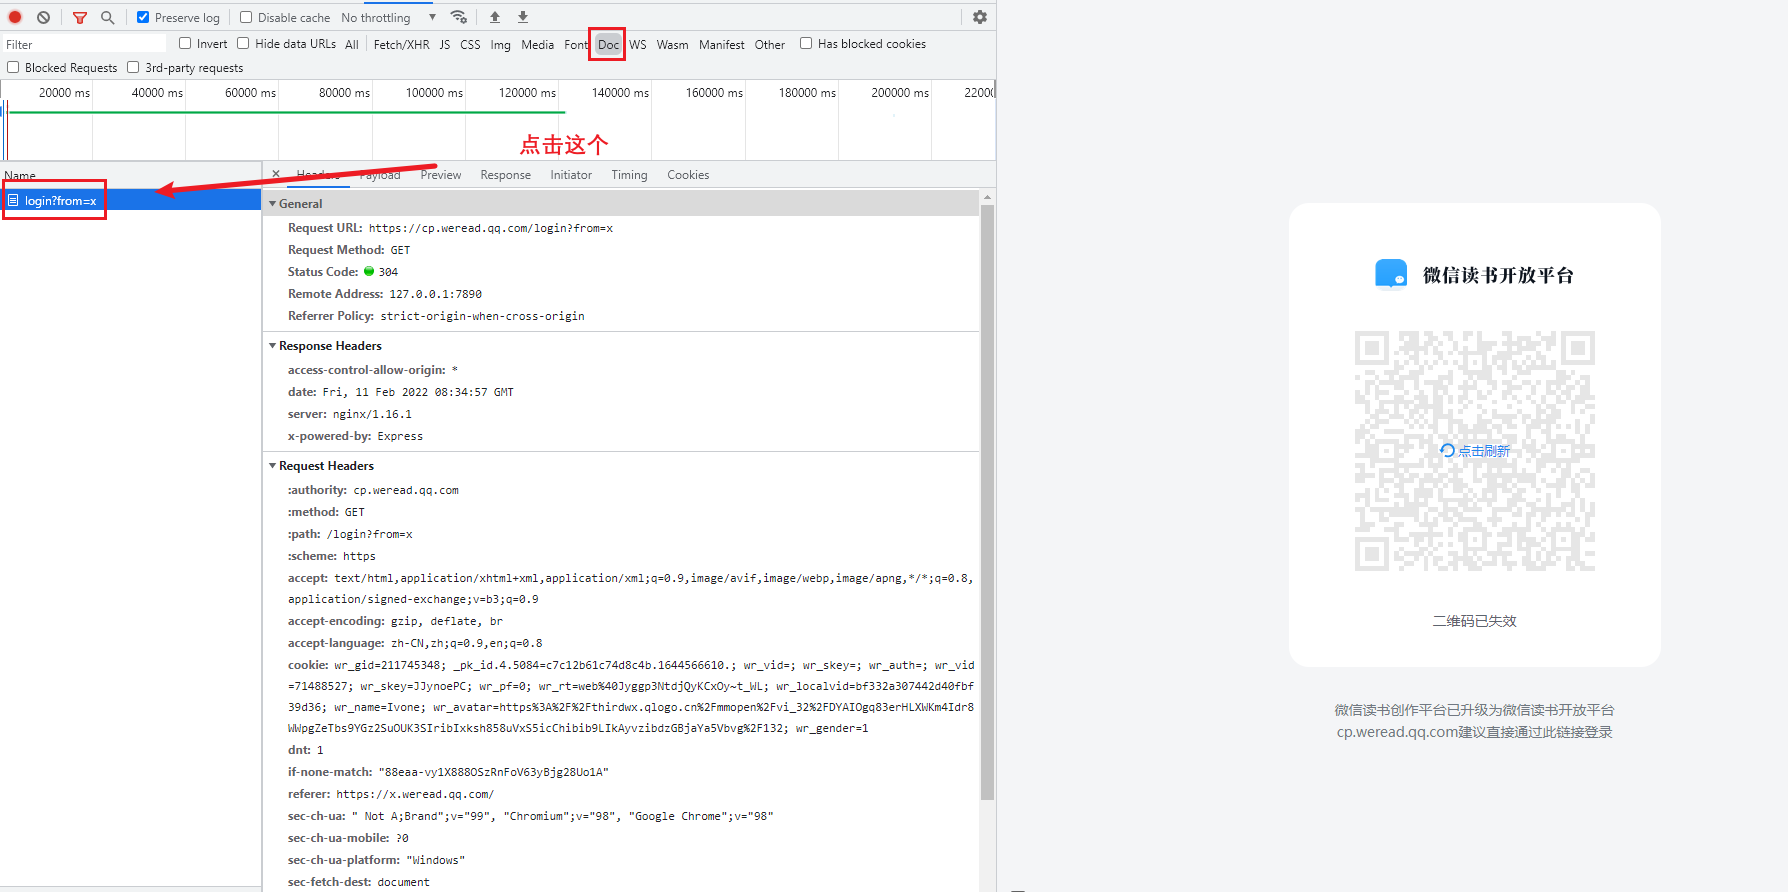 Preserve log Disable cache No throttling
Filter Invert Hide data URLs All Fetch/XHR JS CSS Img Media Font Doc WS Wasm Manifest Other Has blocked cookies
Blocked Requests 3rd-party requests
20000 ms 40000 ms 60000 ms 80000 ms 100000 ms 120000 ms 140000 ms 160000 ms 180000 ms 200000 ms 22000
点击这个
Name
login?from=x
Headers Payload Preview Response Initiator Timing Cookies
General
Request URL: https://cp.weread.qq.com/login?from=x
Request Method: GET
Status Code: 304
Remote Address: 127.0.0.1:7890
Referrer Policy: strict-origin-when-cross-origin
Response Headers
access-control-allow-origin: *
date: Fri, 11 Feb 2022 08:34:57 GMT
server: nginx/1.16.1
x-powered-by: Express
Request Headers
:authority: cp.weread.qq.com
:method: GET
:path: /login?from=x
:scheme: https
accept: text/html,application/xhtml+xml,application/xml;q=0.9,image/avif,image/webp,image/apng,*/*;q=0.8,
application/signed-exchange;v=b3;q=0.9
accept-encoding: gzip, deflate, br
accept-language: zh-CN,zh;q=0.9,en;q=0.8
cookie: wr_gid=211745348; _pk_id.4.5084=c7c12b61c74d8c4b.1644566610.; wr_vid=; wr_skey=; wr_auth=; wr_vid
=71488527; wr_skey=JJynoePC; wr_pf=0; wr_rt=web%40Jyggp3NtdjQyKCxOy~t_WL; wr_localvid=bf332a307442d40fbf
39d36; wr_name=Ivone; wr_avatar=https%3A%2F%2Fthirdwx.qlogo.cn%2Fmmopen%2Fvi_32%2FDYAIOgq83erHLXWKm4Idr8
WWpgZeTbs9YGz2SuOUK3SIribIxksh858uVxS5icChibib9LIkAyvzibdzGBjaYa5Vbvg%2F132; wr_gender=1
dnt: 1
if-none-match: "88eaa-vy1X888OSzRnFoV63yBjg28Uo1A"
referer: https://x.weread.qq.com/
sec-ch-ua: " Not A;Brand";v="99", "Chromium";v="98", "Google Chrome";v="98"
sec-ch-ua-mobile: ?0
sec-ch-ua-platform: "Windows"
sec-fetch-dest: document
微信读书开放平台
点击刷新
二维码已失效
微信读书创作平台已升级为微信读书开放平台
cp.weread.qq.com建议直接通过此链接登录